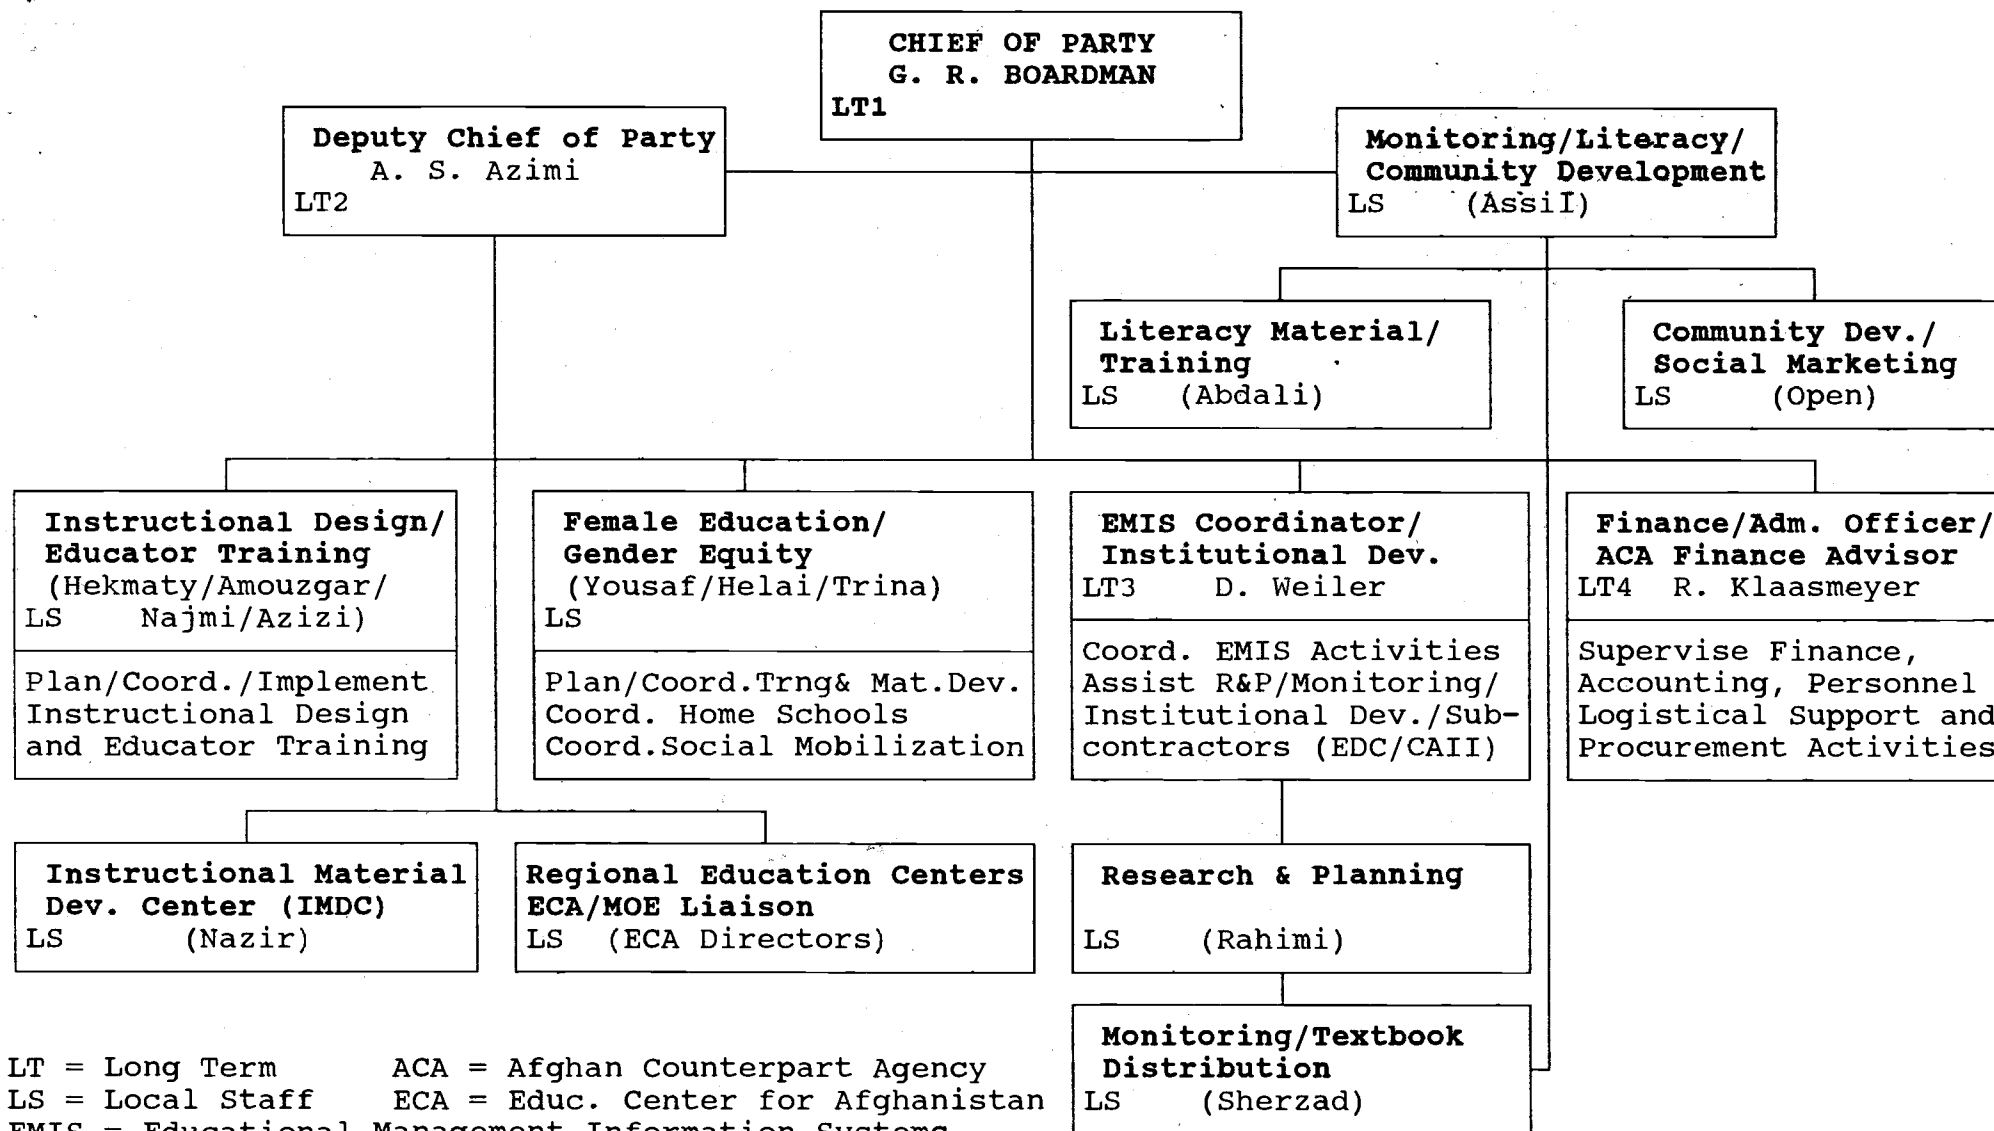 CHIEF OF PARTY
G. R. BOARDMAN
LT1
Deputy Chief of Party
A. S. Azimi
LT2
Monitoring/Literacy/
Community Development
LS (AssiI)
Literacy Material/
Training
LS (Abdali)
Community Dev./
Social Marketing
LS (Open)
Instructional Design/
Educator Training
(Hekmaty/Amouzgar/
LS Najmi/Azizi)
Plan/Coord./Implement
Instructional Design
and Educator Training
Female Education/
Gender Equity
(Yousaf/Helai/Trina)
LS
Plan/Coord.Trng& Mat.Dev.
Coord. Home Schools
Coord.Social Mobilization
EMIS Coordinator/
Institutional Dev.
LT3 D. Weiler
Coord. EMIS Activities
Assist R&P/Monitoring/
Institutional Dev./Sub-
contractors (EDC/CAII)
Finance/Adm. Officer/
ACA Finance Advisor
LT4 R. Klaasmeyer
Supervise Finance,
Accounting, Personnel
Logistical Support and
Procurement Activities
Instructional Material
Dev. Center (IMDC)
LS (Nazir)
Regional Education Centers
ECA/MOE Liaison
LS (ECA Directors)
Research & Planning
LS (Rahimi)
Monitoring/Textbook
Distribution
LS (Sherzad)
LT = Long Term ACA = Afghan Counterpart Agency
LS = Local Staff ECA = Educ. Center for Afghanistan
EMIS = Educational Management Information Systems